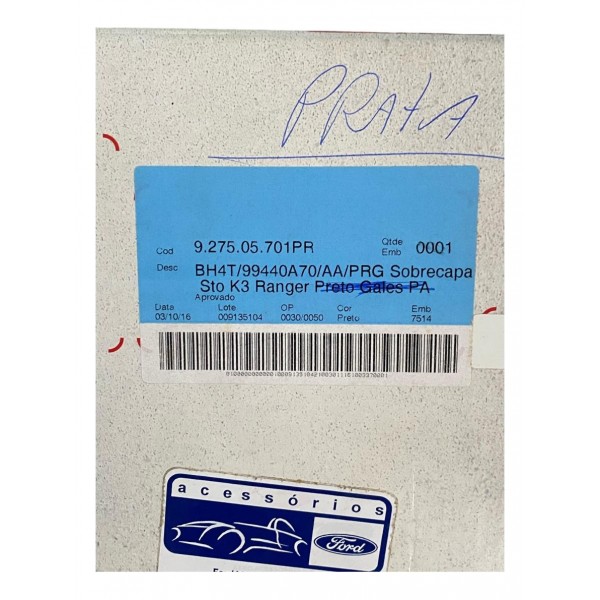 PRATA
Cod 9.275.05.701PR Qtde Emb 0001
Desc BH4T/99440A70/AA/PRG Sobrecapa
Sto K3 Ranger Preto Gales PA
Aprovado
Data Lote OP Cor Emb
03/10/16 009135104 0030/0050 Preto 7514
acessórios
Ford